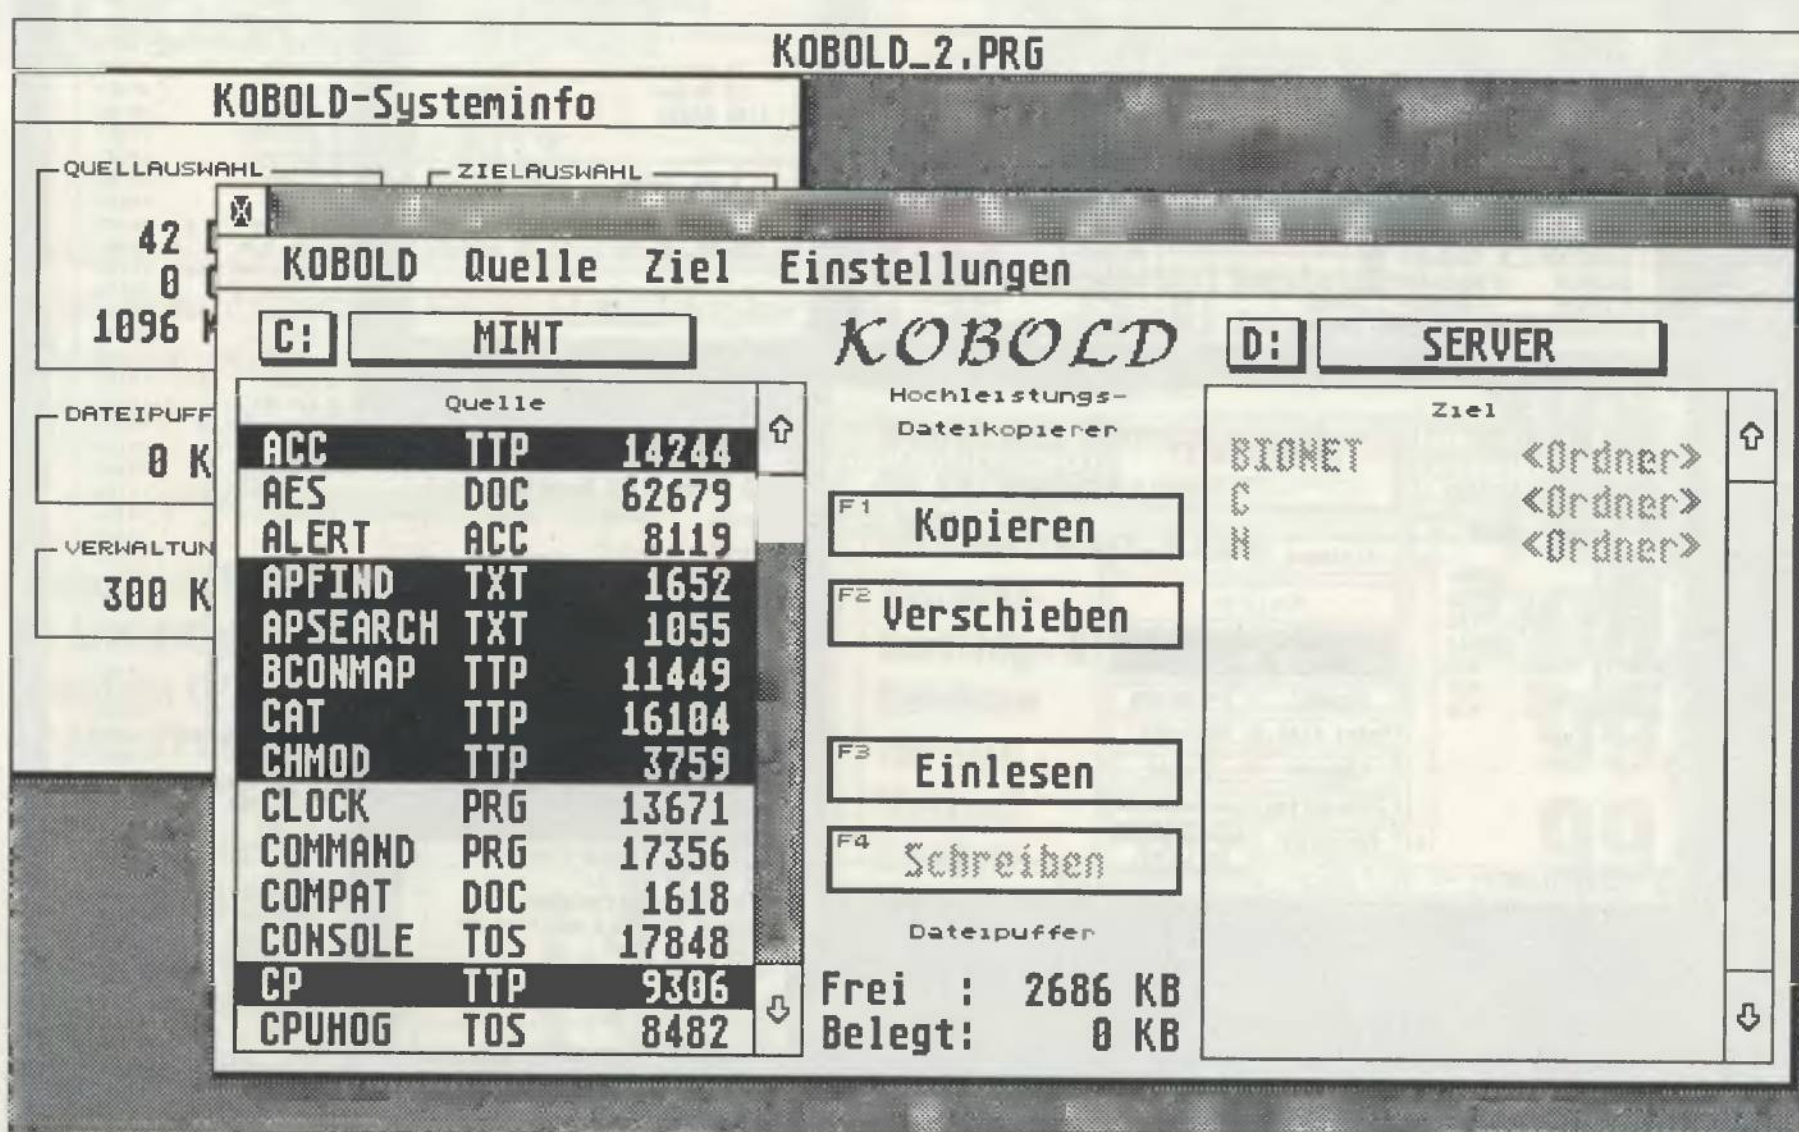 KOBOLD_2.PRG
KOBOLD-Systeminfo
QUELLAUSWAHL
ZIELAUSWAHL
42
0
1096
DATEIPUFF
0 K
VERWALTUN
300 K
KOBOLD Quelle Ziel Einstellungen
C: MINT
KOBOLD
D: SERVER
Quelle
ACC TTP 14244
AES DOC 62679
ALERT ACC 8119
APFIND TXT 1652
APSEARCH TXT 1055
BCONMAP TTP 11449
CAT TTP 16104
CHMOD TTP 3759
CLOCK PRG 13671
COMMAND PRG 17356
COMPAT DOC 1618
CONSOLE TOS 17848
CP TTP 9306
CPUHOG TOS 8482
Hochleistungs-
Dateikopierer
F1 Kopieren
F2 Verschieben
F3 Einlesen
F4 Schreiben
Dateipuffer
Frei : 2686 KB
Belegt: 0 KB
Ziel
BIONET <Ordner>
C <Ordner>
N <Ordner>